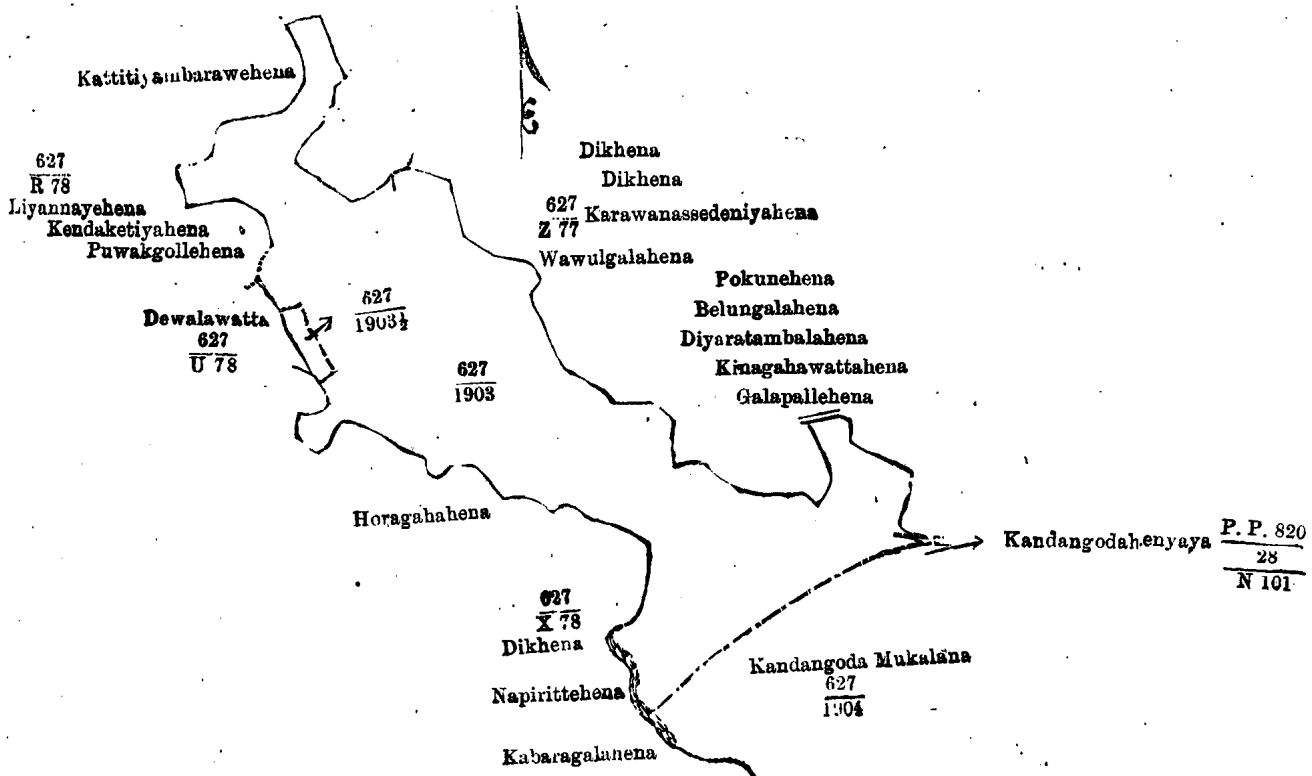 Kattitiyambarawehena
627
R 78
Liyannayehena
Kendaketiyahena
Puwakgollehena
Dewalawatta
627
U 78
627
1903½
627
1903
Dikhena
Dikhena
627
Z 77
Karawanassedeniyahena
Wawulgalahena
Pokunehena
Belungalahena
Diyaratambalahena
Kinagahawattahena
Galapallehena
Horagahahena
Kandangodahenyaya
P. P. 820
28
N 101
627
X 78
Dikhena
Napirittehena
Kabaragalahena
Kandangoda Mukalana
627
1904